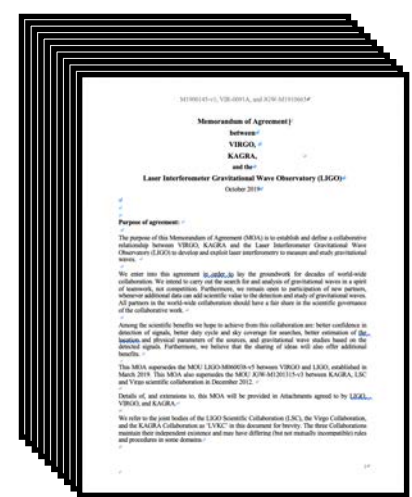 M1900145-v3, VIR-0091A, and JGW-M1910663
Memorandum of Agreement
between
VIRGO,
KAGRA,
and the
Laser Interferometer Gravitational Wave Observatory (LIGO)
October 2019
Purpose of agreement:
The purpose of this Memorandum of Agreement (MOA) is to establish and define a collaborative
relationship between VIRGO, KAGRA and the Laser Interferometer Gravitational Wave
Observatory (LIGO) to develop and exploit laser interferometry to measure and study gravitational
waves.
We enter into this agreement in order to lay the groundwork for decades of world-wide
collaboration. We intend to carry out the search for and analysis of gravitational waves in a spirit
of teamwork, not competition. Furthermore, we remain open to participation of new partners,
whenever additional data can add scientific value to the detection and study of gravitational waves.
All partners in the world-wide collaboration should have a fair share in the scientific governance
of the collaborative work.
Among the scientific benefits we hope to achieve from this collaboration are: better confidence in
detection of signals, better duty cycle and sky coverage for searches, better estimation of the
location and physical parameters of the sources, and gravitational wave studies based on the
detected signals. Furthermore, we believe that the sharing of ideas will also offer additional
benefits.
This MOA supersedes the MOU LIGO-M060038-v5 between VIRGO and LIGO, established in
March 2019. This MOA also supersedes the MOU JGW-M1201315-v3 between KAGRA, LSC
and Virgo scientific collaboration in December 2012.
Details of, and extensions to, this MOA will be provided in Attachments agreed to by LIGO,
VIRGO, and KAGRA.
We refer to the joint bodies of the LIGO Scientific Collaboration (LSC), the Virgo Collaboration,
and the KAGRA Collaboration as 'LVKC' in this document for brevity. The three Collaborations
maintain their independent existence and may have differing (but not mutually incompatible) rules
and procedures in some domains